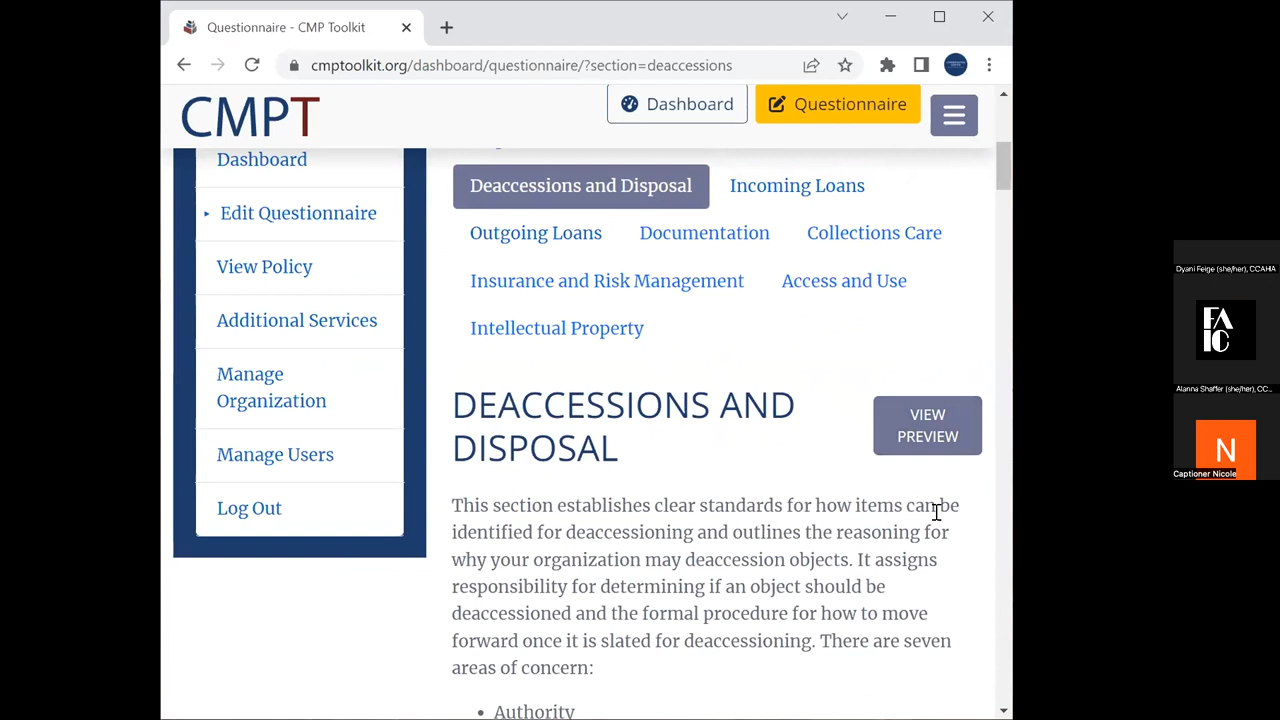 Questionnaire - CMP Toolkit
cmptoolkit.org/dashboard/questionnaire/?section=deaccessions
CMPT
Dashboard
Questionnaire
Dashboard
Edit Questionnaire
View Policy
Additional Services
Manage
Organization
Manage Users
Log Out
Deaccessions and Disposal
Incoming Loans
Outgoing Loans
Documentation
Collections Care
Insurance and Risk Management
Access and Use
Intellectual Property
DEACCESSIONS AND
DISPOSAL
VIEW
PREVIEW
This section establishes clear standards for how items can be
identified for deaccessioning and outlines the reasoning for
why your organization may deaccession objects. It assigns
responsibility for determining if an object should be
deaccessioned and the formal procedure for how to move
forward once it is slated for deaccessioning. There are seven
areas of concern:
• Authority
Dyani Feige (she/her), CCAHA
FA
IC
Alanna Shaffer (she/her), CC...
N
Captioner Nicole